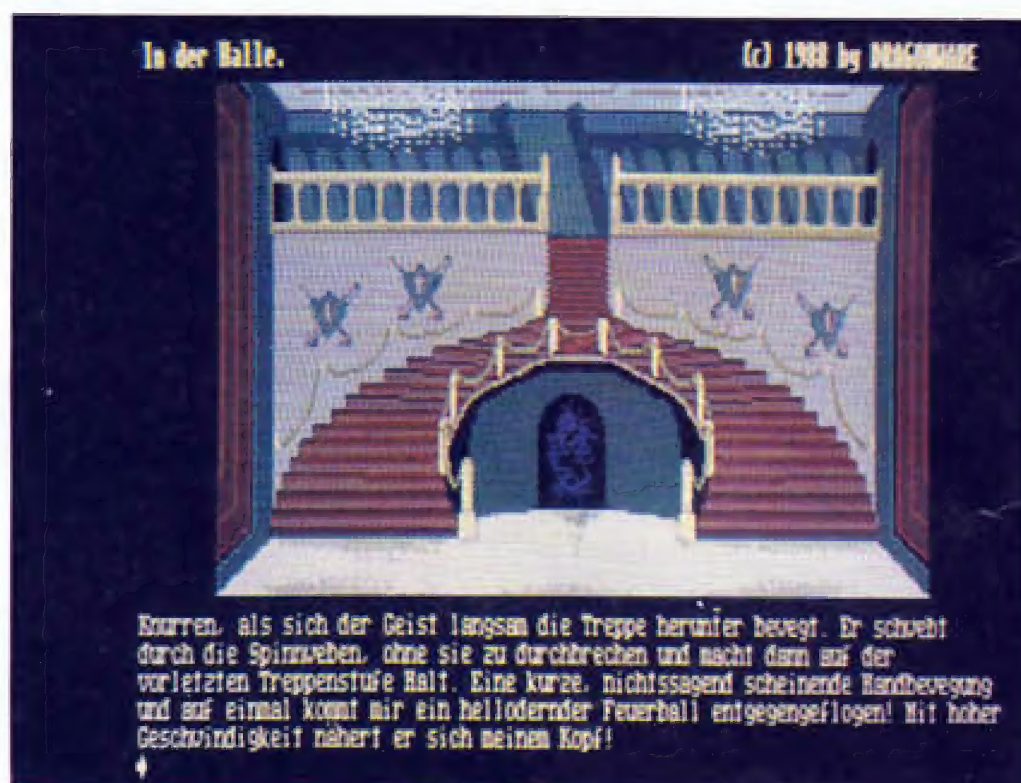 In der Halle.
(c) 1988 by DRAGONWARE
Knurren, als sich der Geist langsam die Treppe herunter bewegt. Er schwebt
durch die Spinnweben, ohne sie zu durchbrechen und macht dann auf der
vorletzten Treppenstufe Halt. Eine kurze, nichtssagend scheinende Handbewegung
und auf einmal kommt mir ein hellodernder Feuerball entgegengeflogen! Mit hoher
Geschwindigkeit nähert er sich meinem Kopf!